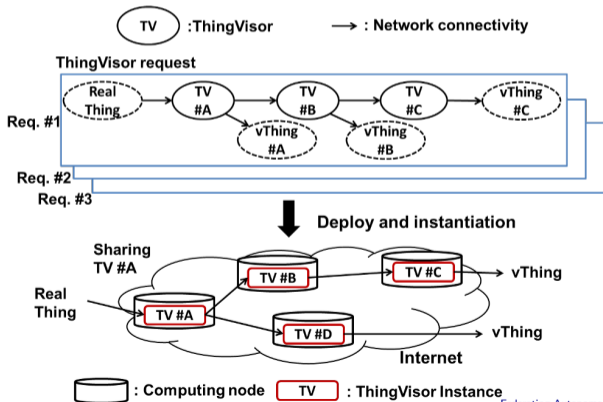 TV :ThingVisor : Network connectivity
ThingVisor request
Real Thing
TV #A
TV #B
TV #C
vThing #C
vThing #A
vThing #B
Req. #1
Req. #2
Req. #3
Deploy and instantiation
Sharing
TV #A
TV #B
TV #C
vThing
Real
Thing
TV #A
TV #D
vThing
Internet
: Computing node
TV : ThingVisor Instance